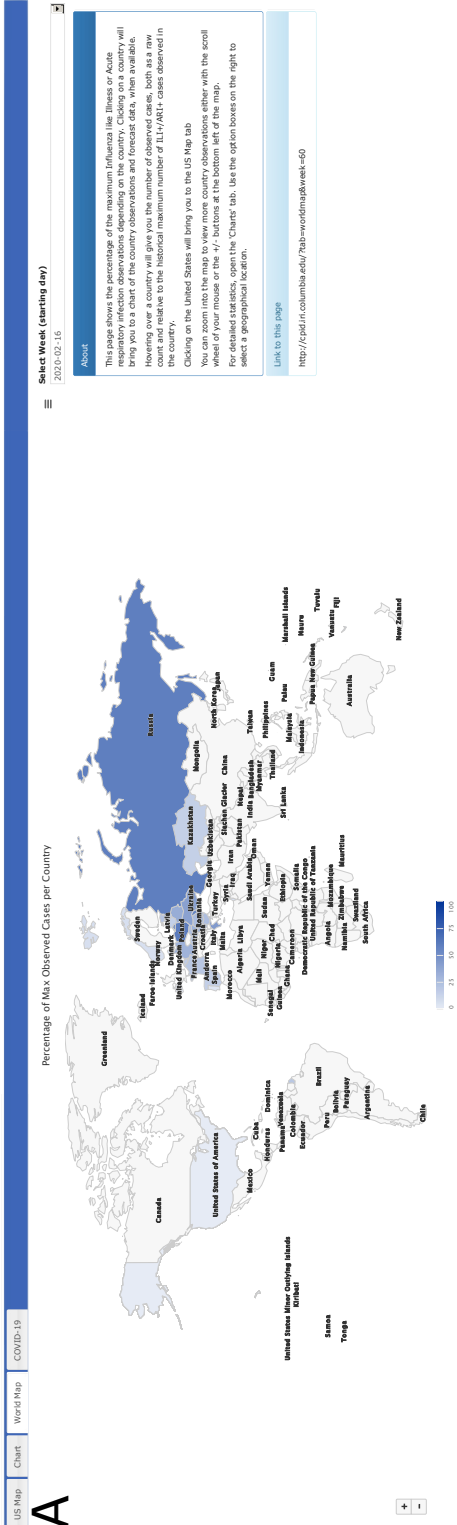 A
US Map
Chart
World Map
COVID-19
Percentage of Max Observed Cases per Country
Greenland
Canada
United States of America
Mexico
Cuba
Dominica
Honduras
Panama
Venezuela
Colombia
Ecuador
Brazil
Peru
Bolivia
Paraguay
Argentina
Chile
United States Minor Outlying Islands
Kiribati
Samoa
Tonga
Iceland
Faroe Islands
Norway
Sweden
Denmark
Latvia
United Kingdom
Poland
Ukraine
France
Austria
Romania
Croatia
Andorra
Italy
Spain
Malta
Turkey
Georgia
Uzbekistan
Syria
Iraq
Iran
Morocco
Algeria
Libya
Russia
Kazakhstan
Mongolia
China
North Korea
Japan
Siachen Glacier
Pakistan
Nepal
India
Bangladesh
Myanmar
Thailand
Taiwan
Philippines
Guam
Palau
Malaysia
Indonesia
Sri Lanka
Saudi Arabia
Oman
Yemen
Mali
Niger
Chad
Sudan
Senegal
Guinea
Ghana
Nigeria
Cameroon
Ethiopia
Somalia
Democratic Republic of the Congo
United Republic of Tanzania
Angola
Mozambique
Namibia
Zimbabwe
Mauritius
Swaziland
South Africa
Marshall Islands
Nauru
Tuvalu
Papua New Guinea
Vanuatu
Fiji
Australia
New Zealand
+
−
0 25 50 75 100
Select Week (starting day)
2020-02-16
About
This page shows the percentage of the maximum Influenza like Illness or Acute
respiratory infection observations depending on the country. Clicking on a country will
bring you to a chart of the country observations and forecast data, when available.
Hovering over a country will give you the number of observed cases, both as a raw
count and relative to the historical maximum number of ILI+/ARI+ cases observed in
the country.
Clicking on the United States will bring you to the US Map tab
You can zoom into the map to view more country observations either with the scroll
wheel of your mouse or the +/- buttons at the bottom left of the map.
For detailed statistics, open the 'Charts' tab. Use the option boxes on the right to
select a geographical location.
Link to this page
http://cpid.iri.columbia.edu/?tab=worldmap&week=60